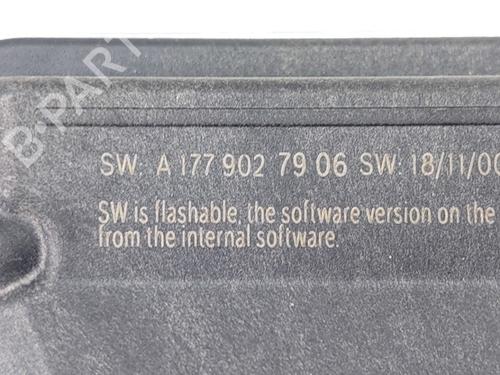 B-PARTS
SW: A 177 902 79 06 SW: 18/11/00
SW is flashable, the software version on the
from the internal software.